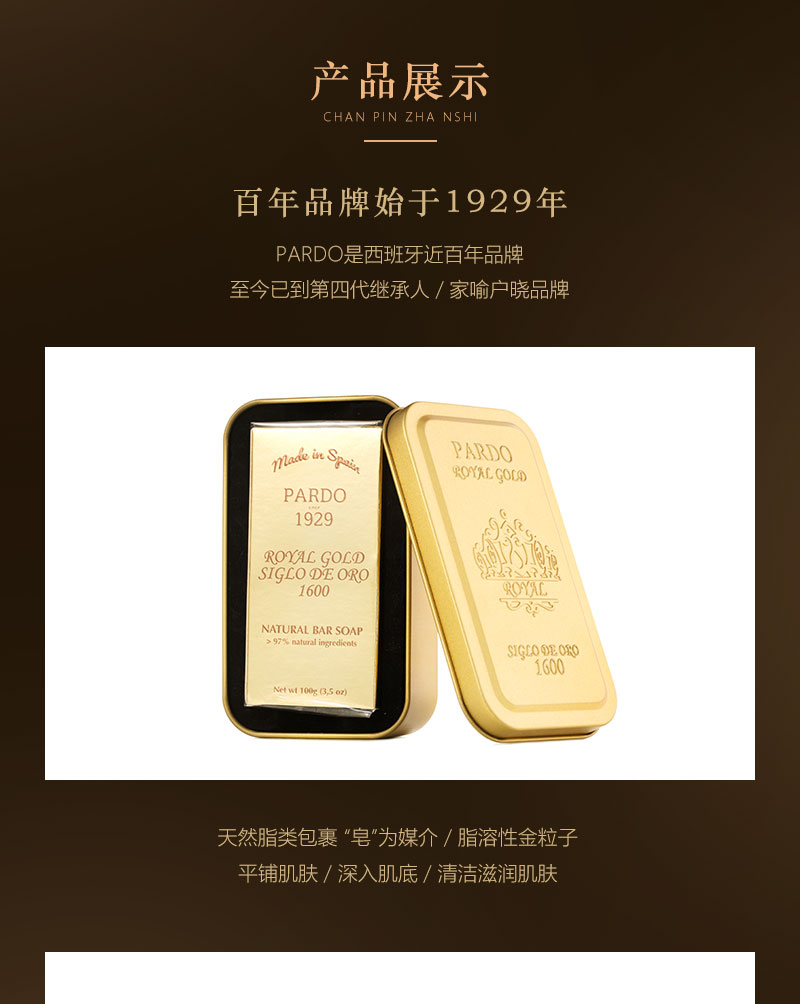 产品展示
CHAN PIN ZHA NSHI
百年品牌始于1929年
PARDO是西班牙近百年品牌
至今已到第四代继承人 / 家喻户晓品牌
Made in Spain
PARDO
1929
ROYAL GOLD
SIGLO DE ORO
1600
NATURAL BAR SOAP
> 97% natural ingredients
Net wt 100g (3,5 oz)
PARDO
ROYAL GOLD
ROYAL
SIGLO DE ORO
1600
天然脂类包裹 “皂”为媒介 / 脂溶性金粒子
平铺肌肤 / 深入肌底 / 清洁滋润肌肤